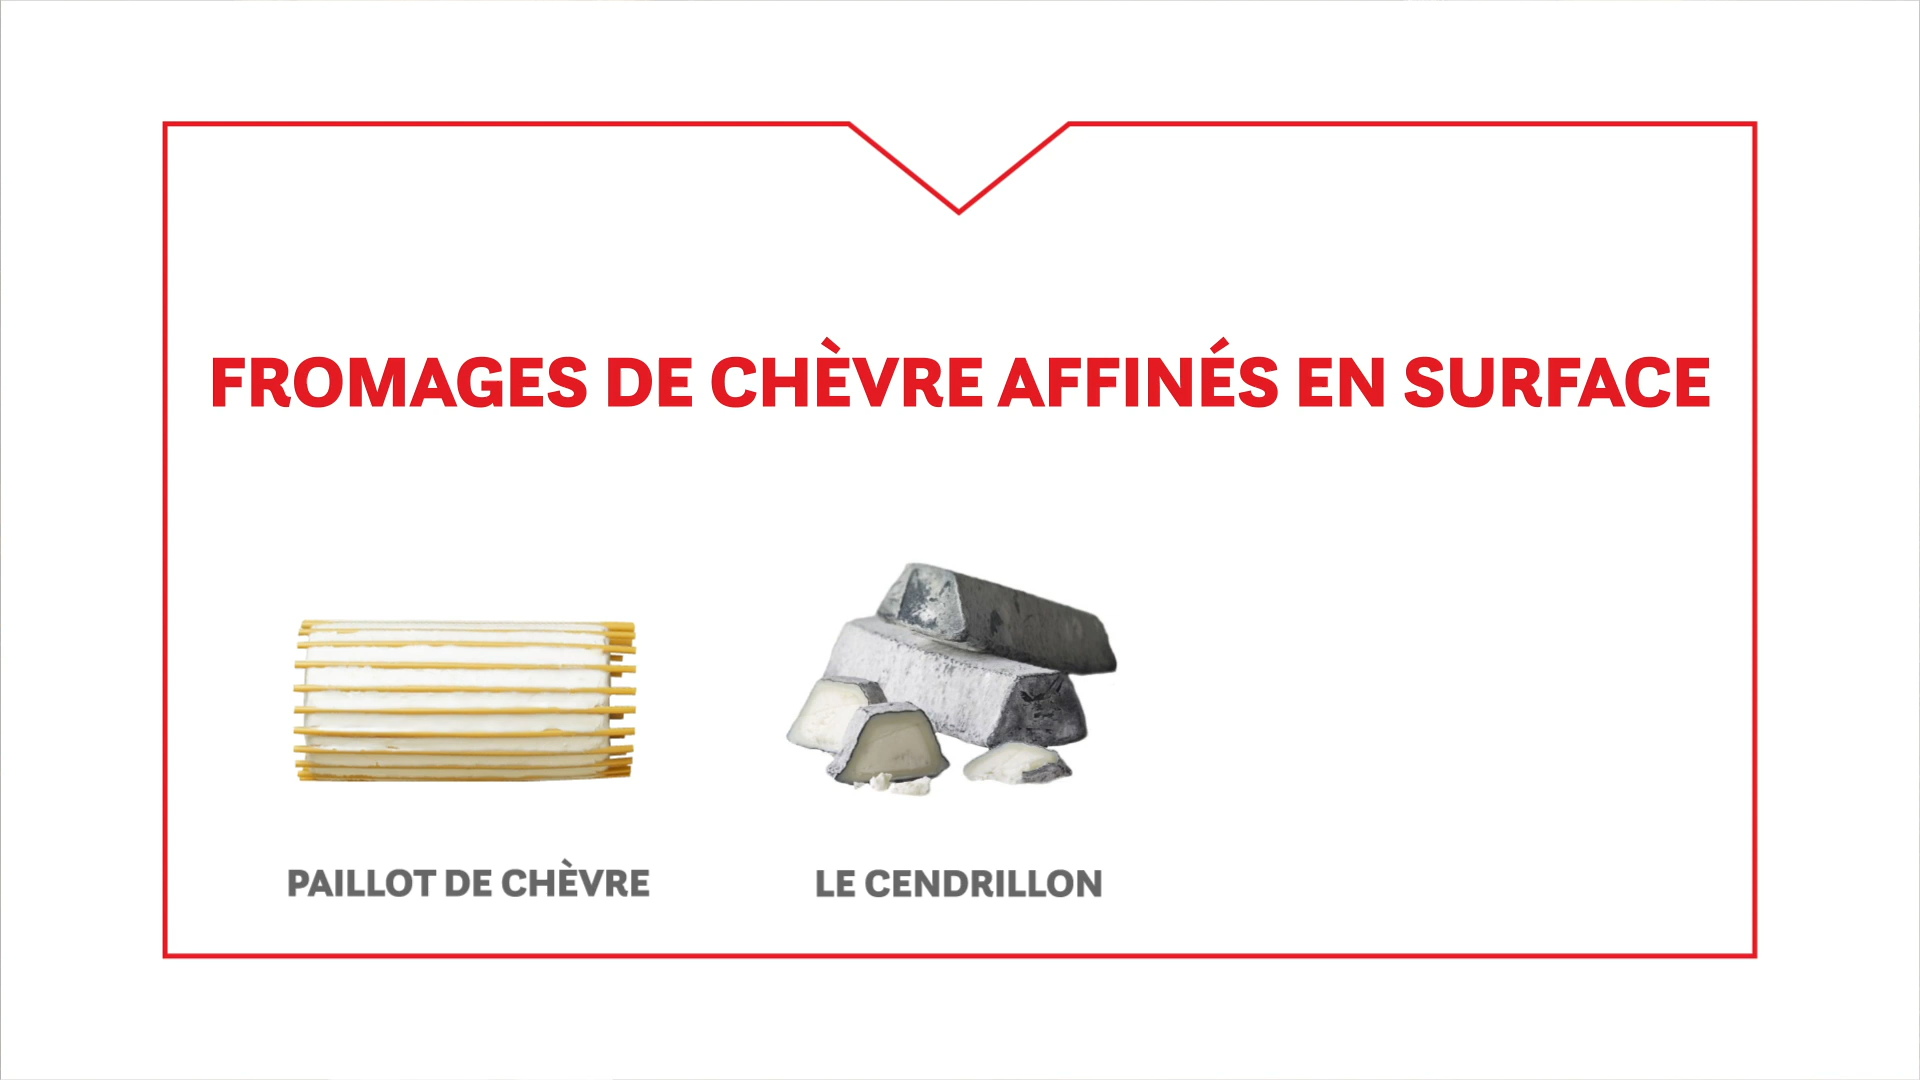 FROMAGES DE CHÈVRE AFFINÉS EN SURFACE
PAILLOT DE CHÈVRE
LE CENDRILLON